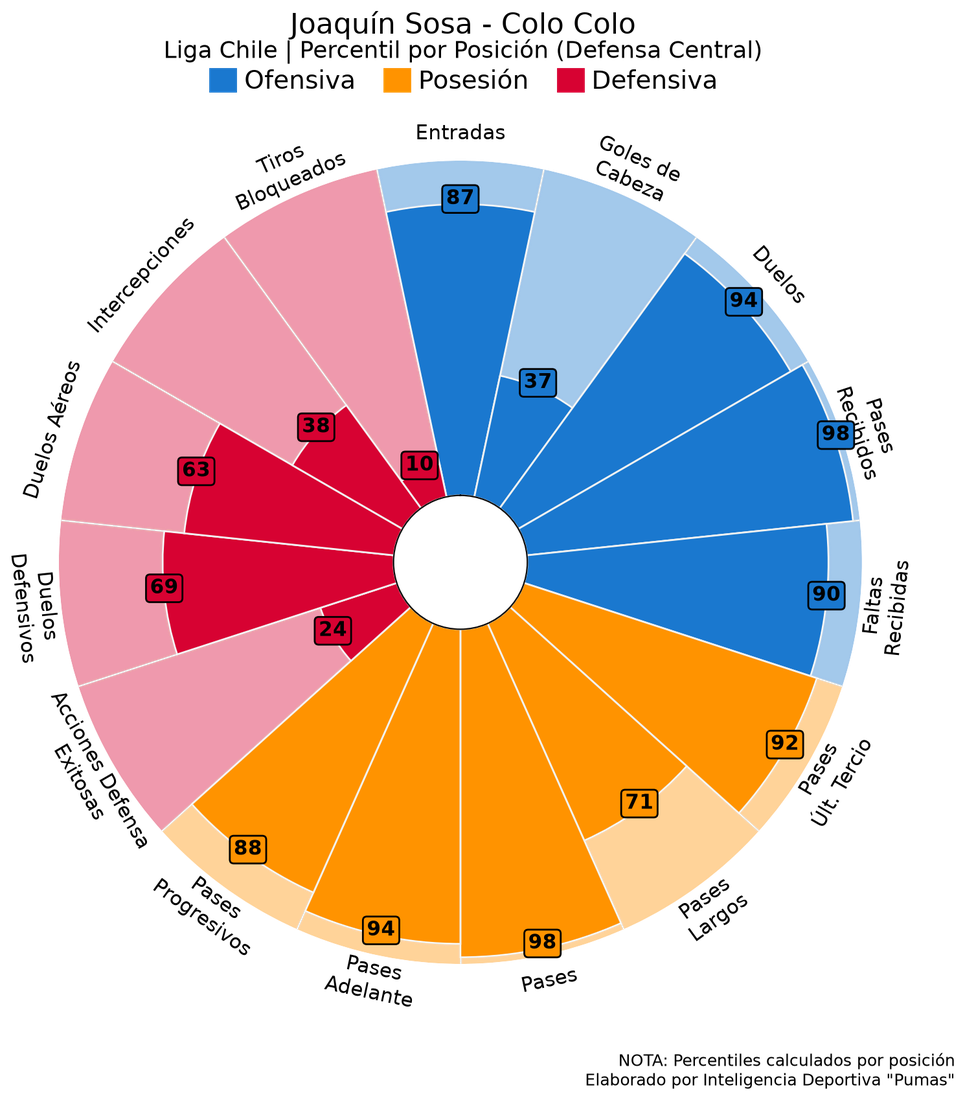 Joaquín Sosa - Colo Colo
Liga Chile | Percentil por Posición (Defensa Central)
Ofensiva
Posesión
Defensiva
Entradas
87
Goles de
Cabeza
37
Duelos
94
Pases
Recibidos
98
Faltas
Recibidas
90
Pases
Últ. Tercio
92
Pases
Largos
71
Pases
98
Pases
Adelante
94
Pases
Progresivos
88
Acciones Defensa
Exitosas
24
Duelos
Defensivos
69
Duelos Aéreos
63
Intercepciones
38
Tiros
Bloqueados
10
NOTA: Percentiles calculados por posición
Elaborado por Inteligencia Deportiva "Pumas"